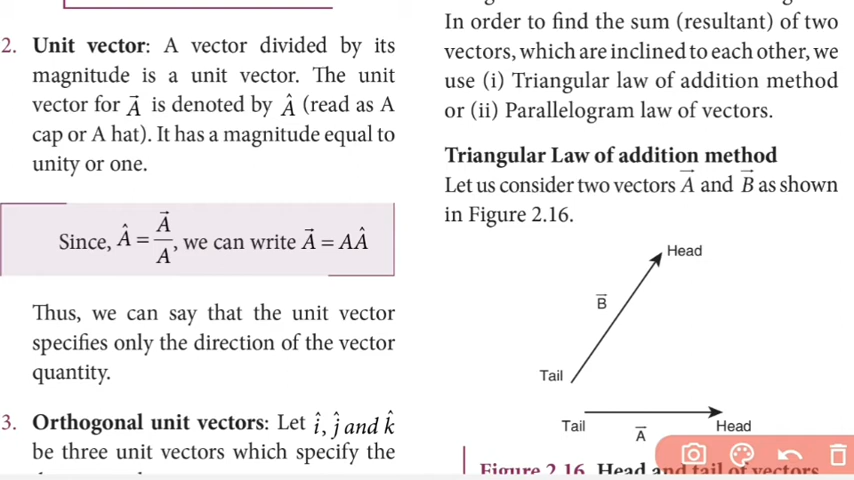 2. Unit vector: A vector divided by its
magnitude is a unit vector. The unit
vector for A⃗ is denoted by Â (read as A
cap or A hat). It has a magnitude equal to
unity or one.
Since, Â = A⃗/A, we can write A⃗ = AÂ
Thus, we can say that the unit vector
specifies only the direction of the vector
quantity.
3. Orthogonal unit vectors: Let î, ĵ and k̂
be three unit vectors which specify the
In order to find the sum (resultant) of two
vectors, which are inclined to each other, we
use (i) Triangular law of addition method
or (ii) Parallelogram law of vectors.
Triangular Law of addition method
Let us consider two vectors A⃗ and B⃗ as shown
in Figure 2.16.
Head
B⃗
Tail
Tail
A⃗
Head
Figure 2.16 Head and tail of vectors